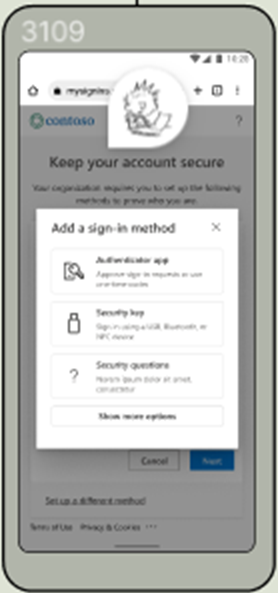 3109
10:28
mysignins
contoso
?
Keep your account secure
Your organization requires you to set up the following
methods to prove who you are.
Add a sign-in method
Authenticator app
Approve sign-in requests or use
one-time codes
Security key
Sign in using a USB, Bluetooth, or
NFC device
?
Security questions
ipsum dolor sit amet,
consectetur
Show more options
Cancel
Next
Set up a different method
Terms of Use Privacy & Cookies ...